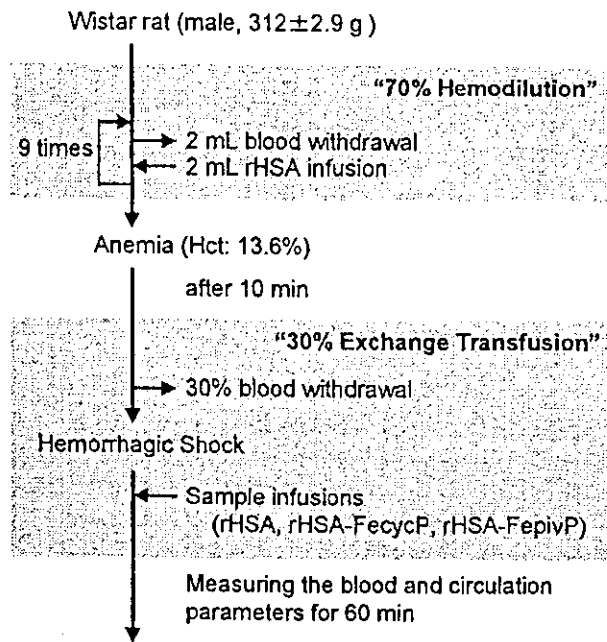 Wistar rat (male, 312±2.9 g )
“70% Hemodilution”
2 mL blood withdrawal
9 times
2 mL rHSA infusion
Anemia (Hct: 13.6%)
after 10 min
“30% Exchange Transfusion”
30% blood withdrawal
Hemorrhagic Shock
Sample infusions
(rHSA, rHSA-FecycP, rHSA-FepivP)
Measuring the blood and circulation
parameters for 60 min